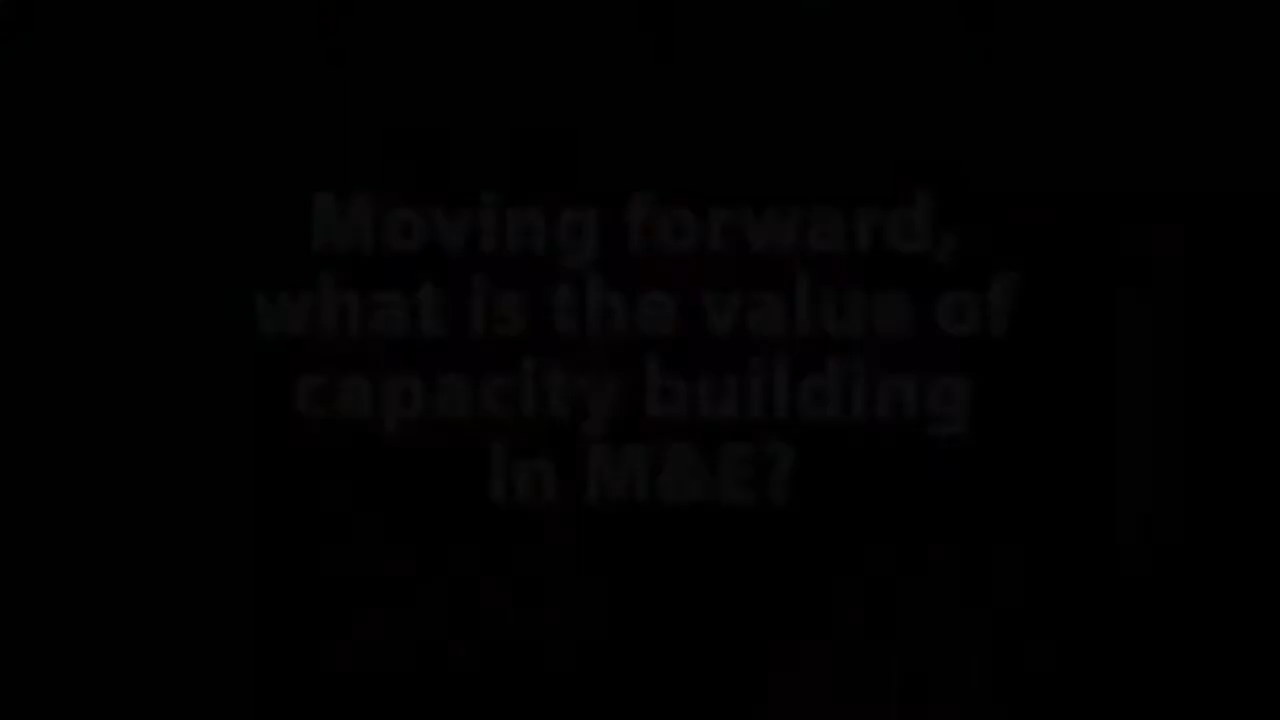 Moving forward,
what is the value of
capacity building
in M&E?